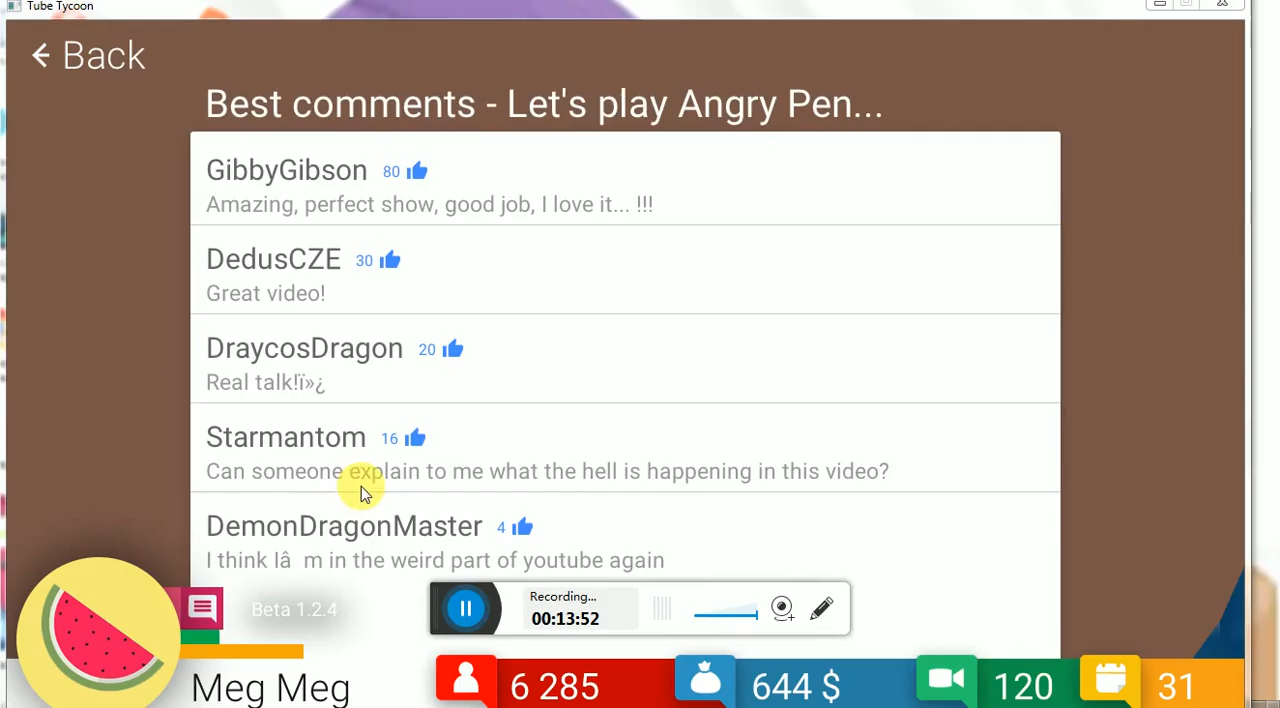 Tube Tycoon
Back
Best comments - Let's play Angry Pen...
GibbyGibson 80
Amazing, perfect show, good job, I love it... !!!
DedusCZE 30
Great video!
DraycosDragon 20
Real talk!ï»¿
Starmantom 16
Can someone explain to me what the hell is happening in this video?
DemonDragonMaster 4
I think Iâ m in the weird part of youtube again
Recording...
00:13:52
Beta 1.2.4
Meg Meg
6 285
644 $
120
31